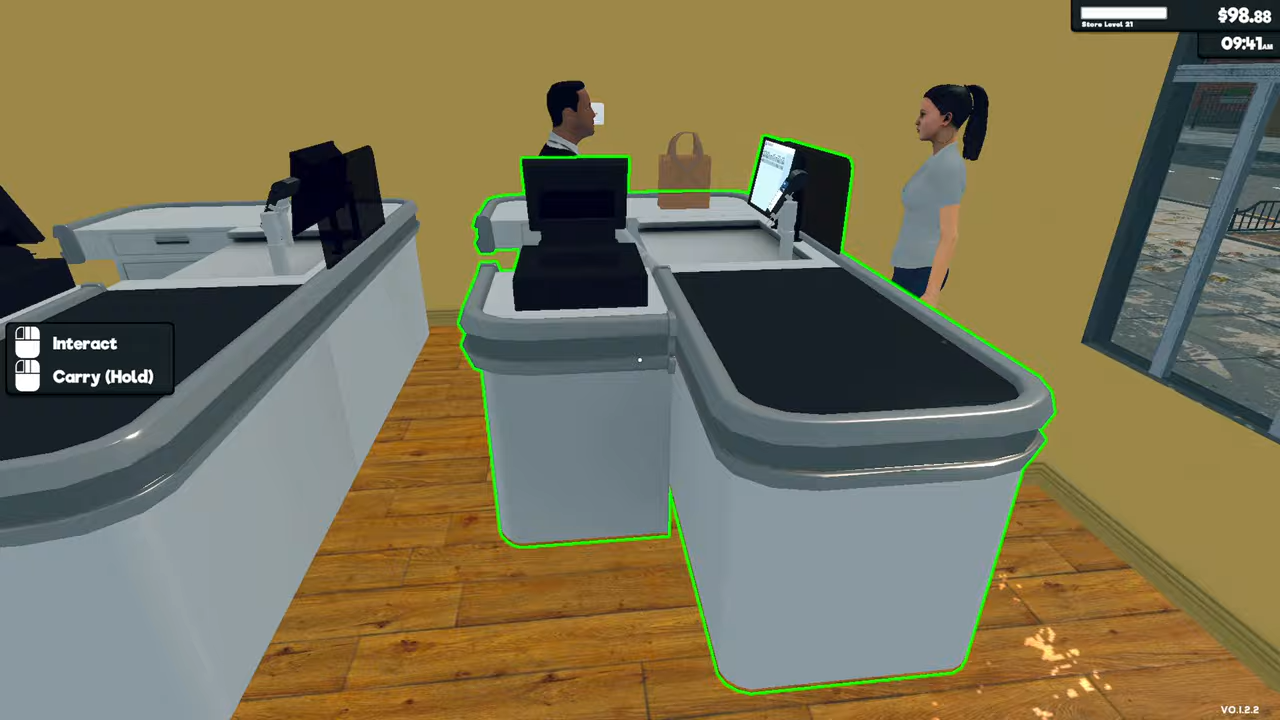 $98.88
Store Level 21
09:41AM
Interact
Carry (Hold)
V0.1.2.2